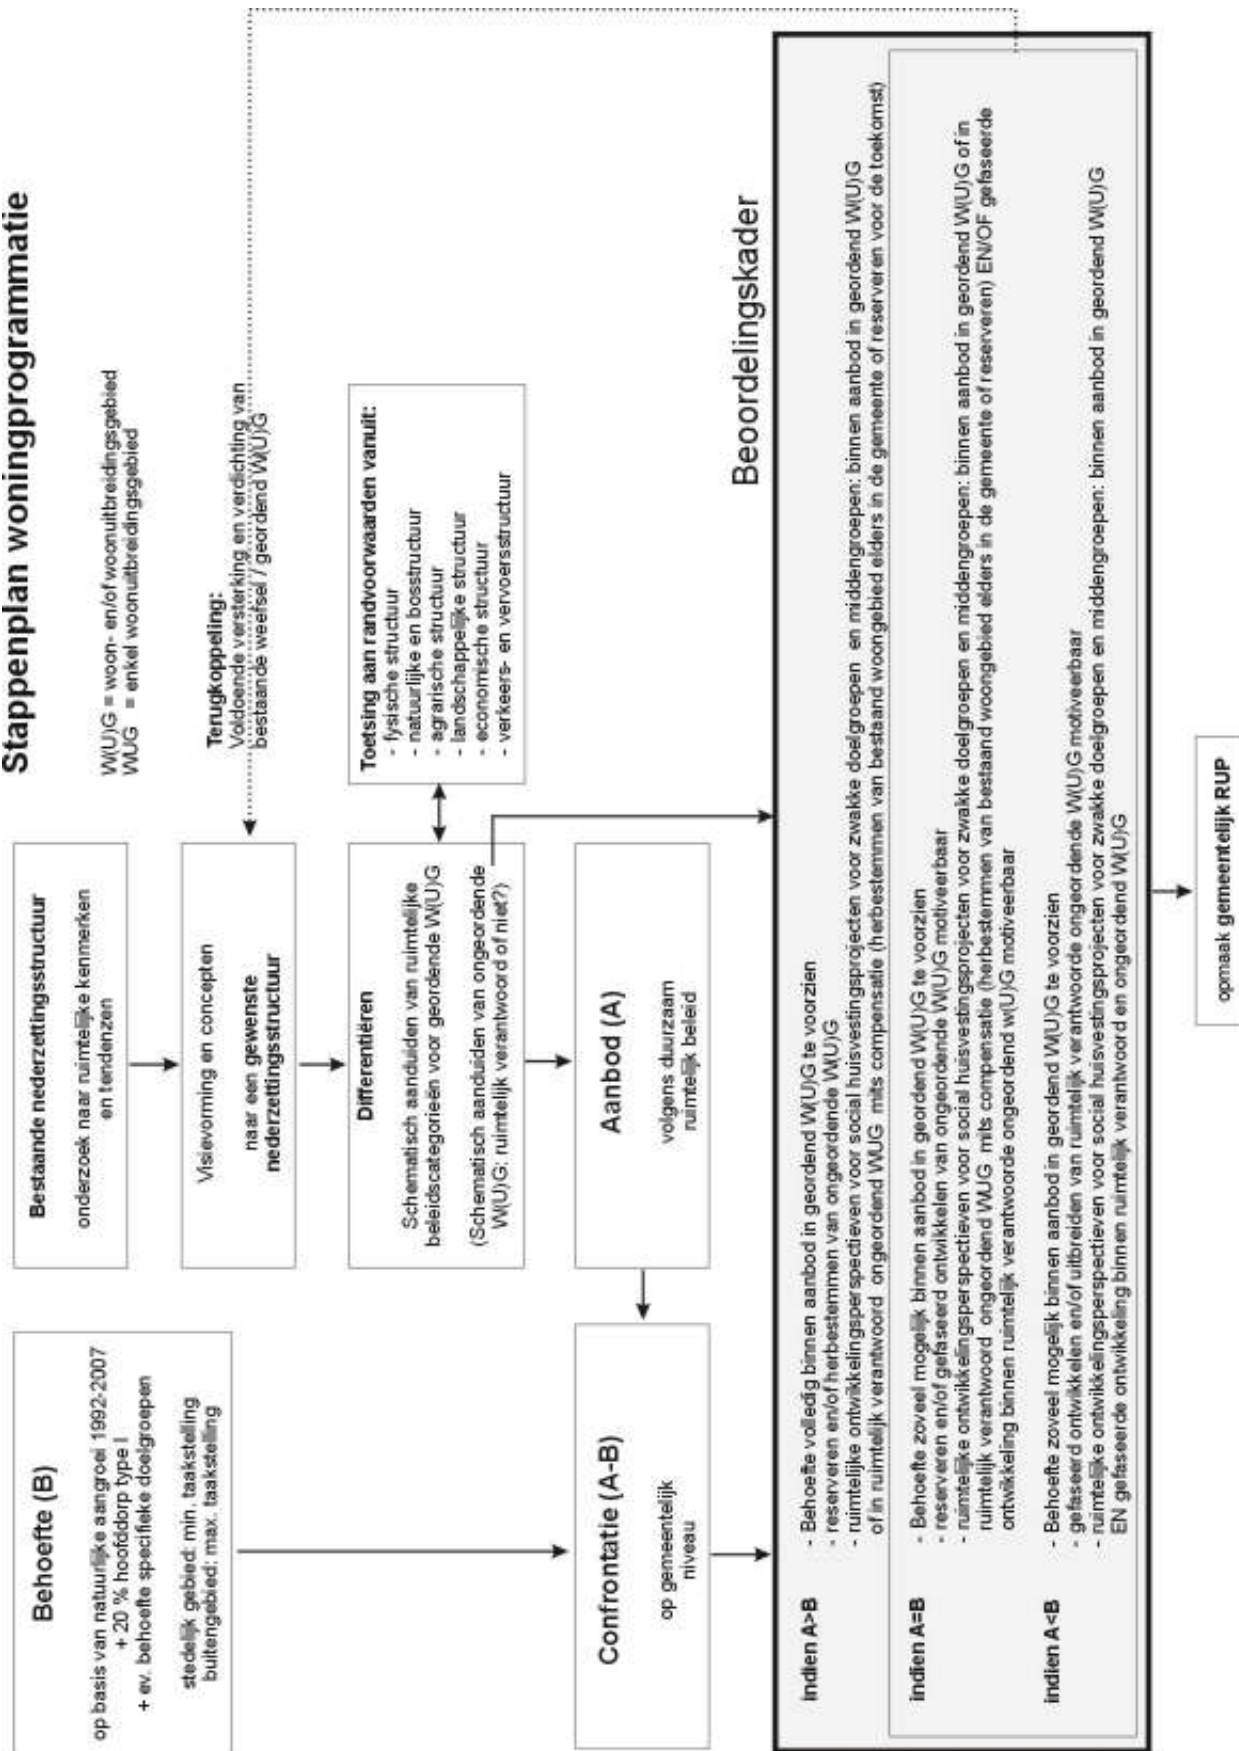 Stappenplan woningprogrammatie
W(U)G = woon- en/of woonuitbreidingsgebied
WUG = enkel woonuitbreidingsgebied
Behoefte (B)
op basis van natuurlijke aangroei 1992-2007
+ 20 % hoofddorp type I
+ ev. behoefte specifieke doelgroepen
stedelijk gebied: min. taakstelling
buitengebied: max. taakstelling
Bestaande nederzettingsstructuur
onderzoek naar ruimtelijke kenmerken
en tendenzen
Visievorming en concepten
naar een gewenste
nederzettingsstructuur
Terugkoppeling:
Voldoende versterking en verdichting van
bestaande weefsel / geordend W(U)G
Differentiëren
Schematisch aanduiden van ruimtelijke
beleidscategorieën voor geordende W(U)G
(Schematisch aanduiden van ongeordende
W(U)G: ruimtelijk verantwoord of niet?)
Toetsing aan randvoorwaarden vanuit:
- fysische structuur
- natuurlijke en bosstructuur
- agrarische structuur
- landschappelijke structuur
- economische structuur
- verkeers- en vervoersstructuur
Confrontatie (A-B)
op gemeentelijk
niveau
Aanbod (A)
volgens duurzaam
ruimtelijk beleid
Beoordelingskader
indien A>B
- Behoefte volledig binnen aanbod in geordend W(U)G te voorzien
- reserveren en/of herbestemmen van ongeordende W(U)G
- ruimtelijke ontwikkelingsperspectieven voor social huisvestingsprojecten voor zwakke doelgroepen en middengroepen: binnen aanbod in geordend W(U)G
of in ruimtelijk verantwoord ongeordend WUG mits compensatie (herbestemmen van bestaand woongebied elders in de gemeente of reserveren voor de toekomst)
indien A=B
- Behoefte zoveel mogelijk binnen aanbod in geordend W(U)G te voorzien
- reserveren en/of gefaseerd ontwikkelen van ongeordende W(U)G motiveerbaar
- ruimtelijke ontwikkelingsperspectieven voor social huisvestingsprojecten voor zwakke doelgroepen en middengroepen: binnen aanbod in geordend W(U)G of in
ruimtelijk verantwoord ongeordend WUG mits compensatie (herbestemmen van bestaand woongebied elders in de gemeente of reserveren) EN/OF gefaseerde
ontwikkeling binnen ruimtelijk verantwoorde ongeordend w(U)G motiveerbaar
indien A<B
- Behoefte zoveel mogelijk binnen aanbod in geordend W(U)G te voorzien
- gefaseerd ontwikkelen en/of uitbreiden van ruimtelijk verantwoorde ongeordende W(U)G motiveerbaar
- ruimtelijke ontwikkelingsperspectieven voor social huisvestingsprojecten voor zwakke doelgroepen en middengroepen: binnen aanbod in geordend W(U)G
EN gefaseerde ontwikkeling binnen ruimtelijk verantwoord en ongeordend W(U)G
opmaak gemeentelijk RUP